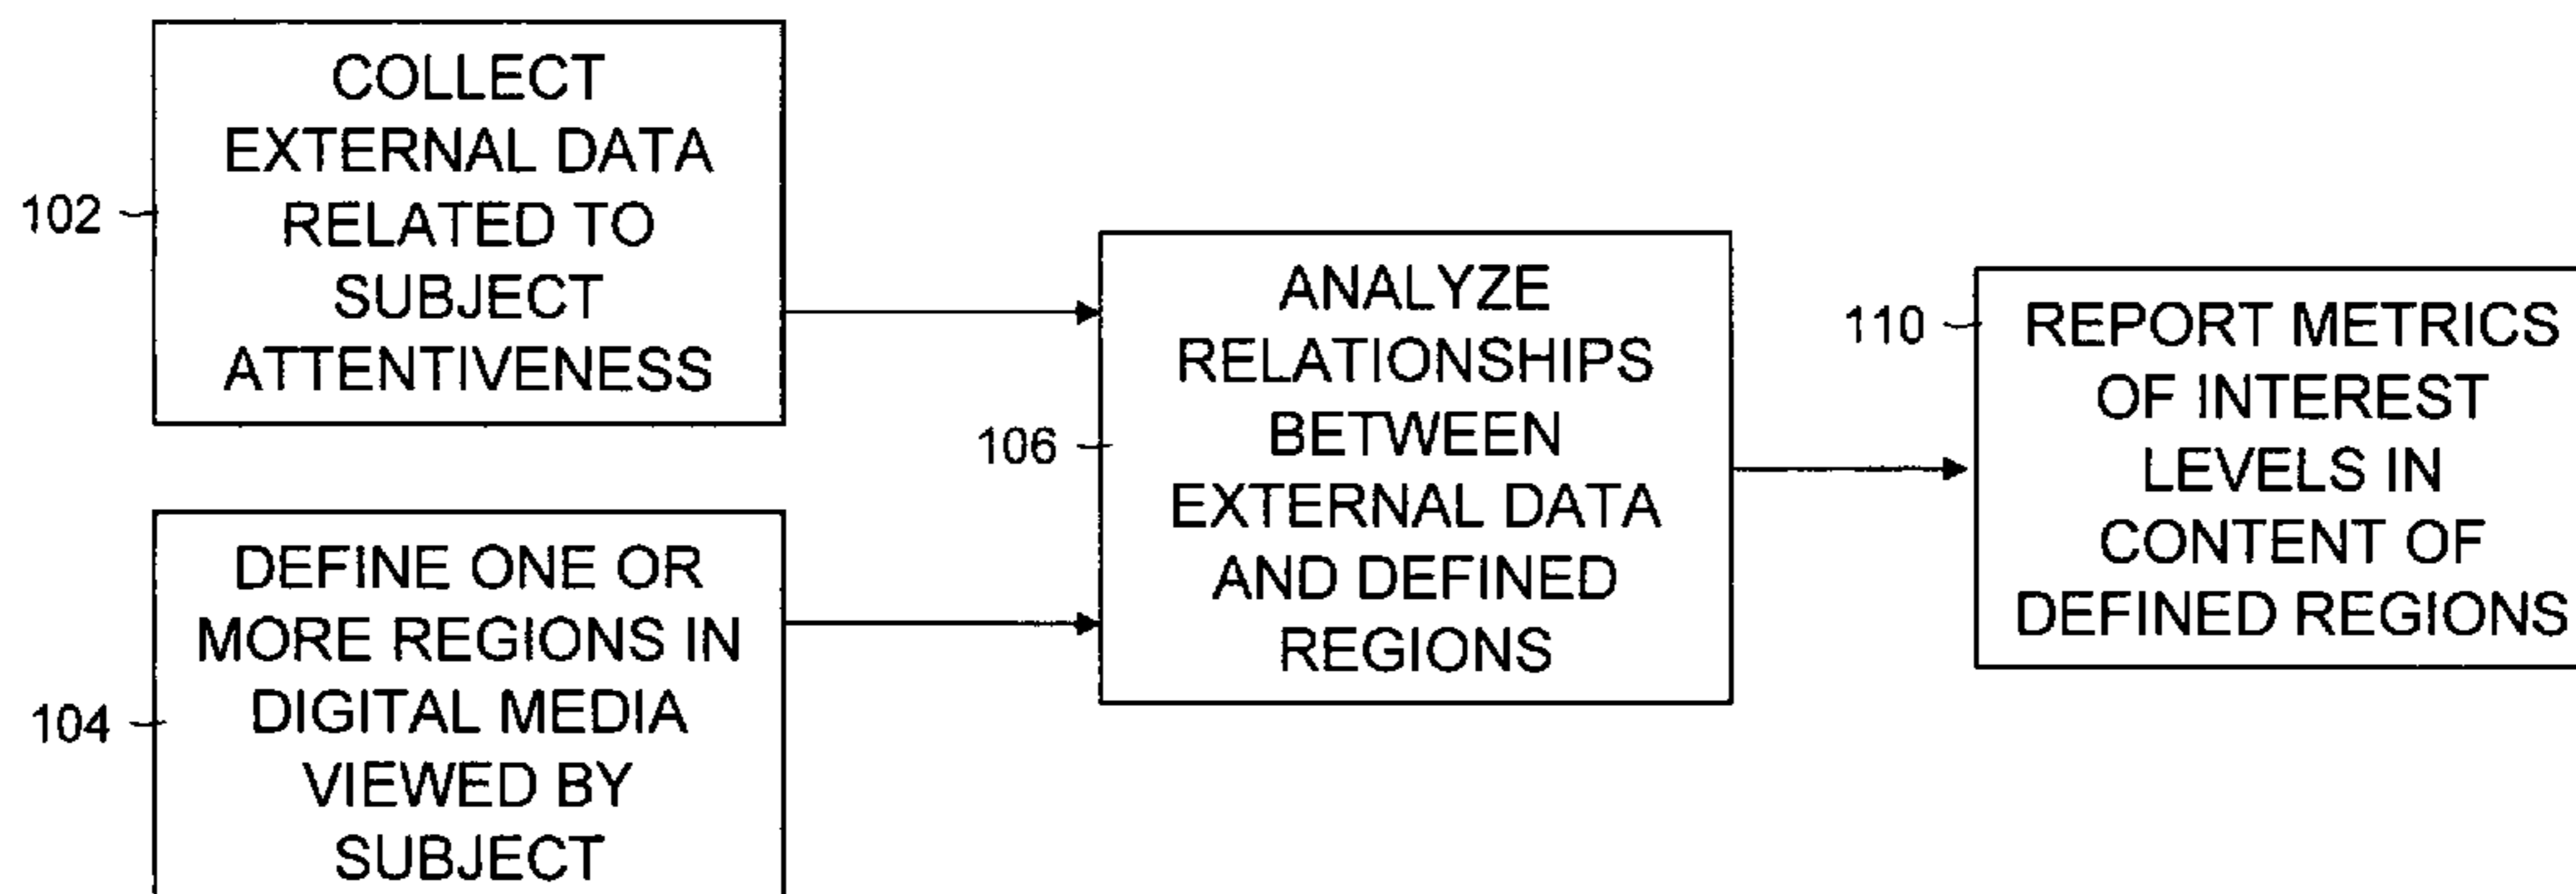 COLLECT
EXTERNAL DATA
RELATED TO
SUBJECT
ATTENTIVENESS
102
DEFINE ONE OR
MORE REGIONS IN
DIGITAL MEDIA
VIEWED BY
SUBJECT
104
ANALYZE
RELATIONSHIPS
BETWEEN
EXTERNAL DATA
AND DEFINED
REGIONS
106
REPORT METRICS
OF INTEREST
LEVELS IN
CONTENT OF
DEFINED REGIONS
110